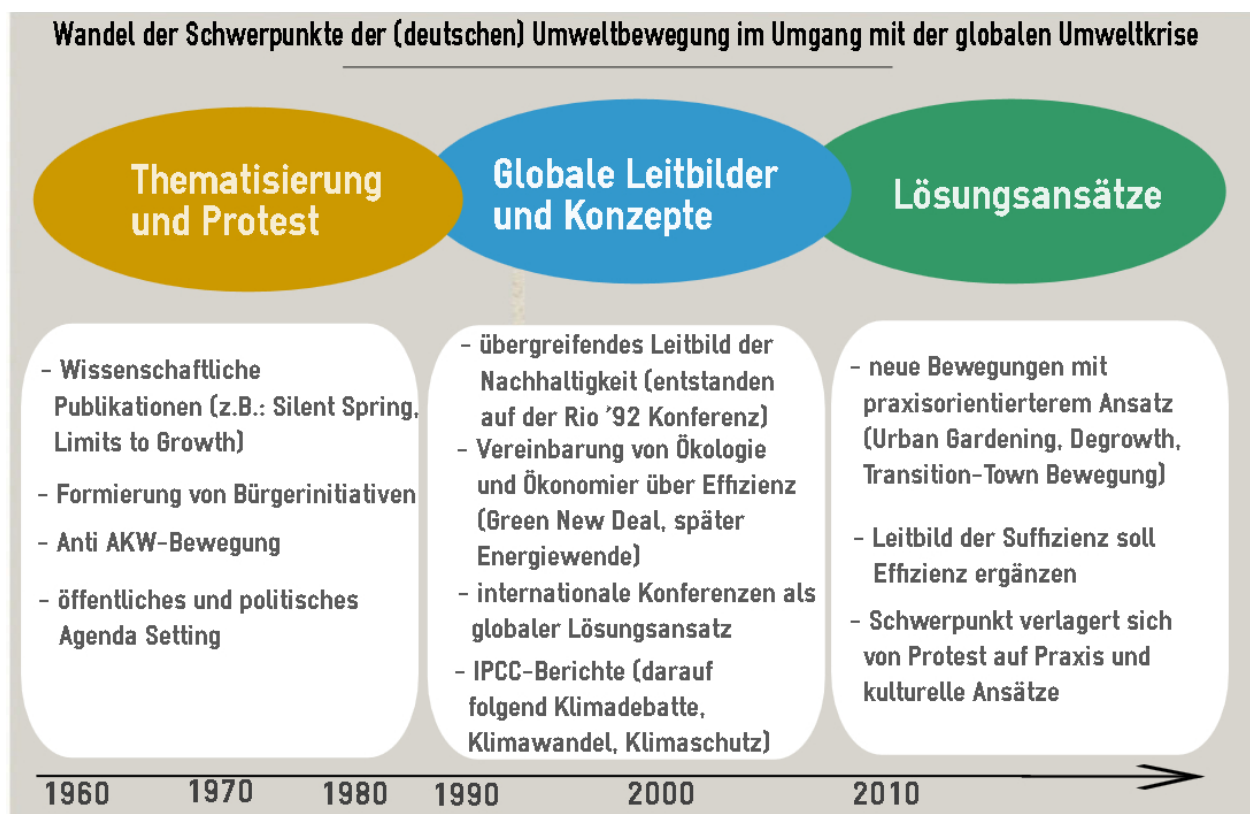 Wandel der Schwerpunkte der (deutschen) Umweltbewegung im Umgang mit der globalen Umweltkrise
Thematisierung
und Protest
Globale Leitbilder
und Konzepte
Lösungsansätze
- Wissenschaftliche
Publikationen (z.B.: Silent Spring,
Limits to Growth)
- Formierung von Bürgerinitiativen
- Anti AKW-Bewegung
- öffentliches und politisches
Agenda Setting
- übergreifendes Leitbild der
Nachhaltigkeit (entstanden
auf der Rio '92 Konferenz)
- Vereinbarung von Ökologie
und Ökonomier über Effizienz
(Green New Deal, später
Energiewende)
- internationale Konferenzen als
globaler Lösungsansatz
- IPCC-Berichte (darauf
folgend Klimadebatte,
Klimawandel, Klimaschutz)
- neue Bewegungen mit
praxisorientierterem Ansatz
(Urban Gardening, Degrowth,
Transition-Town Bewegung)
- Leitbild der Suffizienz soll
Effizienz ergänzen
- Schwerpunkt verlagert sich
von Protest auf Praxis und
kulturelle Ansätze
1960 1970 1980 1990 2000 2010